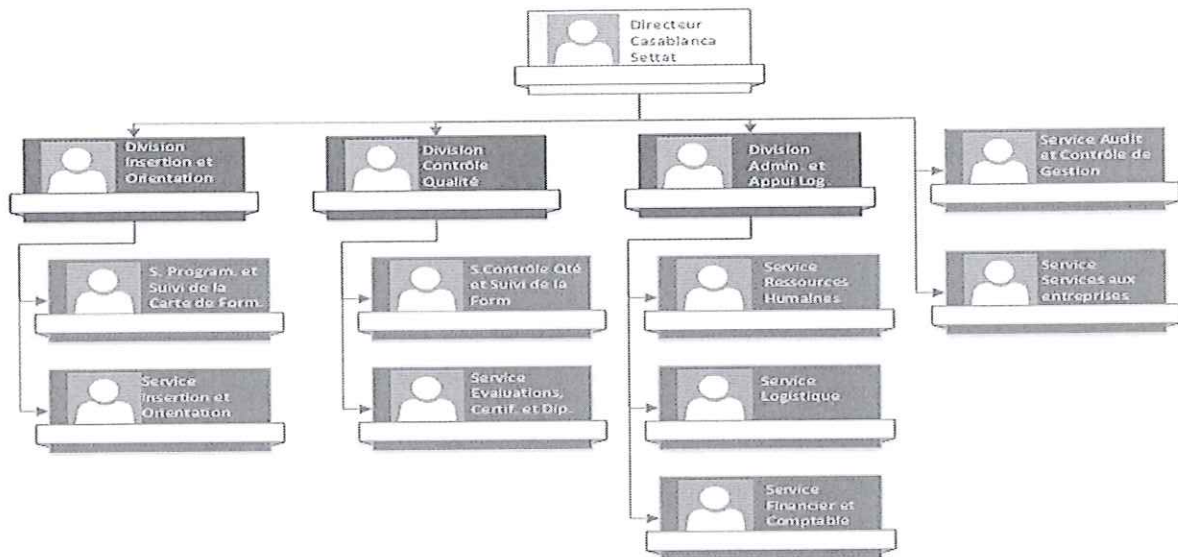 Directeur
Casablanca
Settat
Division
Insertion et
Orientation
Division
Contrôle
Qualité
Division
Admin. et
Appui Log.
Service Audit
et Contrôle de
Gestion
S. Program. et
Suivi de la
Carte de Form.
S.Contrôle Qté
et Suivi de la
Form
Service
Ressources
Humaines
Service
Services aux
entreprises
Service
Insertion et
Orientation
Service
Evaluations,
Certif. et Dip.
Service
Logistique
Service
Financier et
Comptable